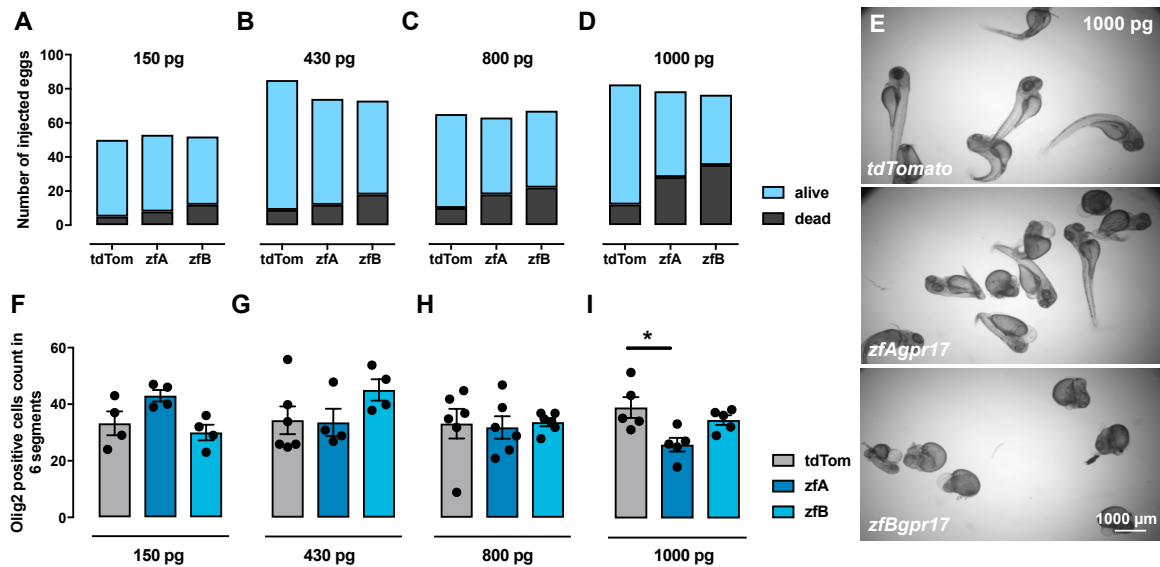 A
B
C
D
E
150 pg
430 pg
800 pg
1000 pg
1000 pg
Number of injected eggs
100
80
60
40
20
0
alive
dead
tdTom zfA zfB
tdTom zfA zfB
tdTom zfA zfB
tdTom zfA zfB
tdTomato
zfAgpr17
zfBgpr17
1000 µm
F
G
H
I
Olig2 positive cells count in
6 segments
60
40
20
0
*
tdTom
zfA
zfB
150 pg
430 pg
800 pg
1000 pg